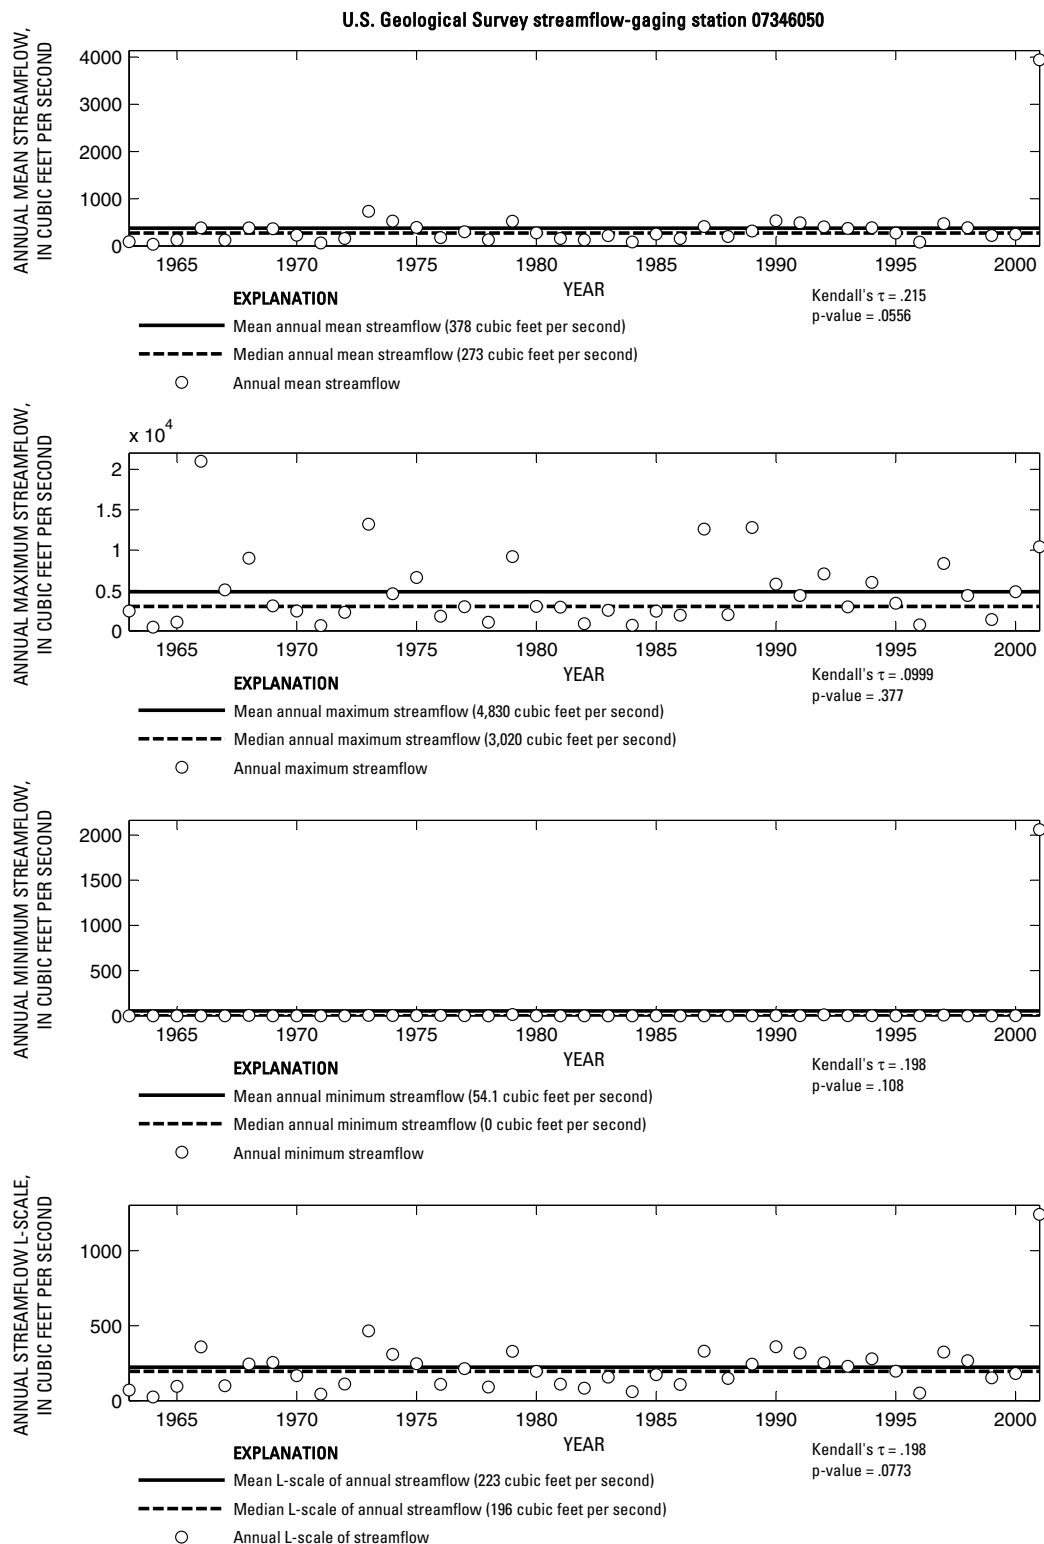 U.S. Geological Survey streamflow-gaging station 07346050
ANNUAL MEAN STREAMFLOW,
IN CUBIC FEET PER SECOND
4000
3000
2000
1000
0
1965 1970 1975 1980 1985 1990 1995 2000
YEAR
Kendall's τ = .215
p-value = .0556
EXPLANATION
Mean annual mean streamflow (378 cubic feet per second)
Median annual mean streamflow (273 cubic feet per second)
Annual mean streamflow
ANNUAL MAXIMUM STREAMFLOW,
IN CUBIC FEET PER SECOND
x 10^4
2
1.5
1
0.5
0
1965 1970 1975 1980 1985 1990 1995 2000
YEAR
Kendall's τ = .0999
p-value = .377
EXPLANATION
Mean annual maximum streamflow (4,830 cubic feet per second)
Median annual maximum streamflow (3,020 cubic feet per second)
Annual maximum streamflow
ANNUAL MINIMUM STREAMFLOW,
IN CUBIC FEET PER SECOND
2000
1500
1000
500
0
1965 1970 1975 1980 1985 1990 1995 2000
YEAR
Kendall's τ = .198
p-value = .108
EXPLANATION
Mean annual minimum streamflow (54.1 cubic feet per second)
Median annual minimum streamflow (0 cubic feet per second)
Annual minimum streamflow
ANNUAL STREAMFLOW L-SCALE,
IN CUBIC FEET PER SECOND
1000
500
0
1965 1970 1975 1980 1985 1990 1995 2000
YEAR
Kendall's τ = .198
p-value = .0773
EXPLANATION
Mean L-scale of annual streamflow (223 cubic feet per second)
Median L-scale of annual streamflow (196 cubic feet per second)
Annual L-scale of streamflow